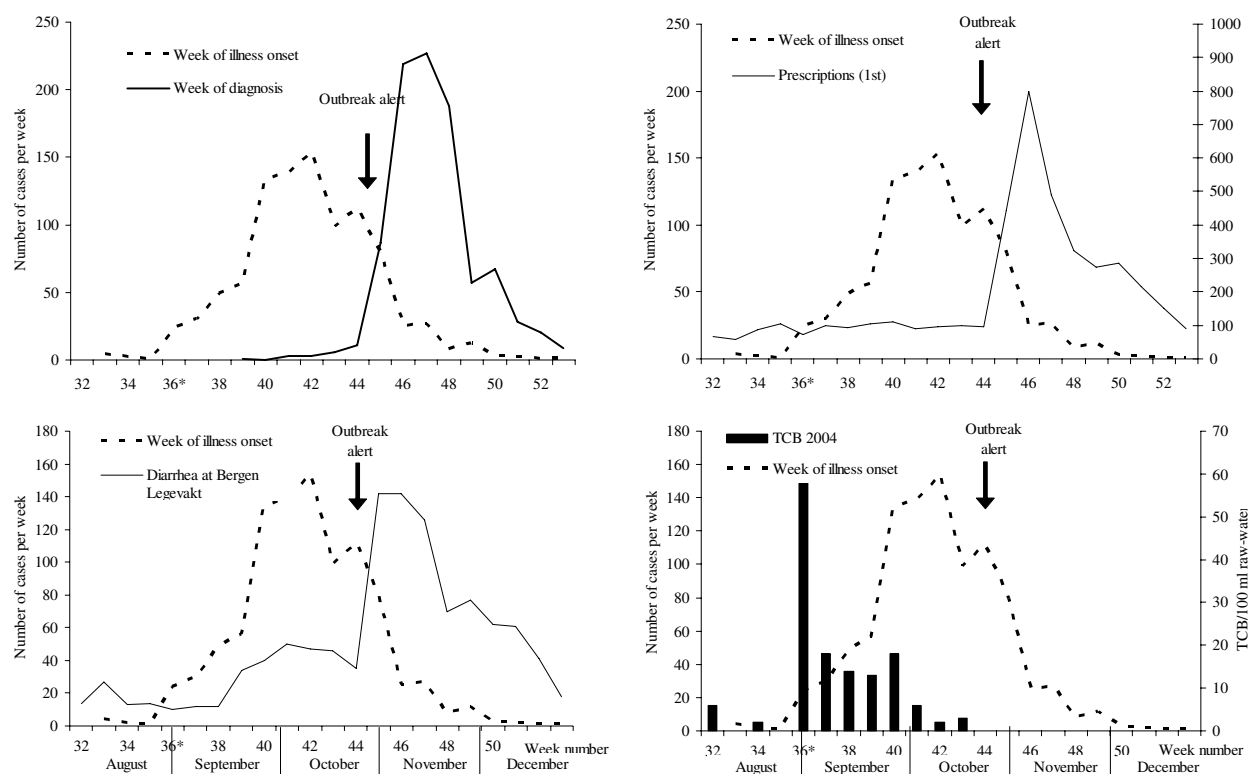 250
200
150
100
50
0
Number of cases per week
Week of illness onset
Week of diagnosis
Outbreak alert
32 34 36* 38 40 42 44 46 48 50 52
250
200
150
100
50
0
Number of cases per week
Week of illness onset
Prescriptions (1st)
Outbreak
alert
1000
900
800
700
600
500
400
300
200
100
0
32 34 36* 38 40 42 44 46 48 50 52
180
160
140
120
100
80
60
40
20
0
Number of cases per week
Week of illness onset
Diarrhea at Bergen
Legevakt
Outbreak
alert
32 34 36* 38 40 42 44 46 48 50 Week number
August September October November December
180
160
140
120
100
80
60
40
20
0
Number of cases per week
TCB 2004
Week of illness onset
Outbreak
alert
70
60
50
40
30
20
10
0
TCB/100 ml raw-water
32 34 36* 38 40 42 44 46 48 50 Week number
August September October November December